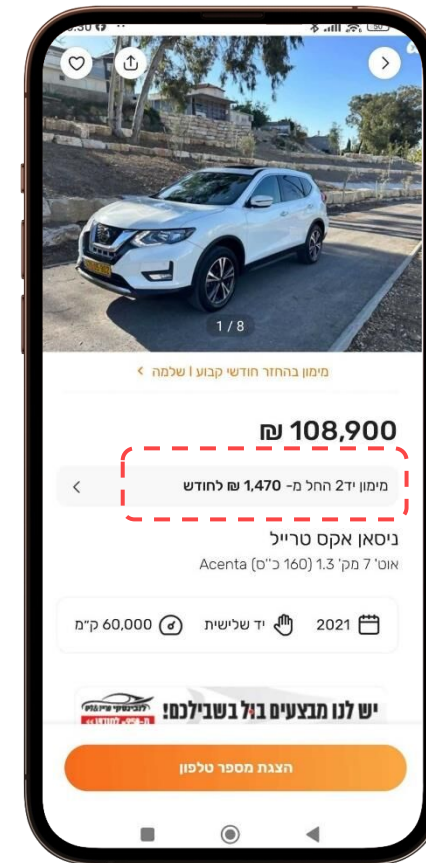 1 / 8
מימון בהחזר חודשי קבוע | שלמה
108,900 ₪
מימון יד2 החל מ- 1,470 ₪ לחודש
ניסאן אקס טרייל
אוט' 7 מק' 1.3 (160 כ''ס) Acenta
2021 יד שלישית 60,000 ק״מ
יש לנו מבצעים בול בשבילכם!
הצגת מספר טלפון